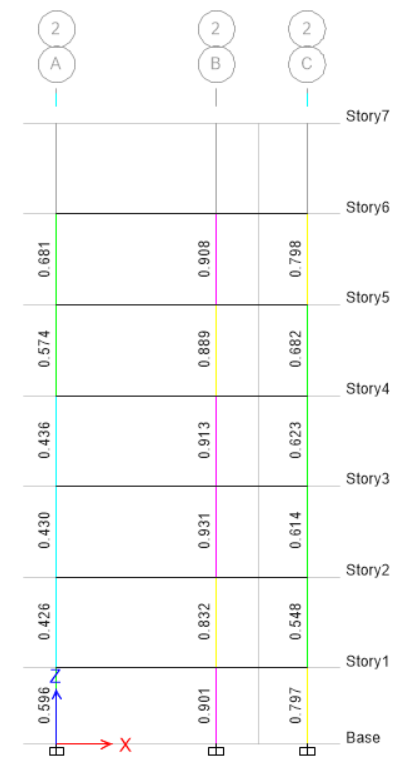 2 2 2
A B C
Story7
Story6
0.681 0.908 0.798
Story5
0.574 0.889 0.682
Story4
0.436 0.913 0.623
Story3
0.430 0.931 0.614
Story2
0.426 0.832 0.548
Story1
Z
0.596 0.901 0.797
X
Base